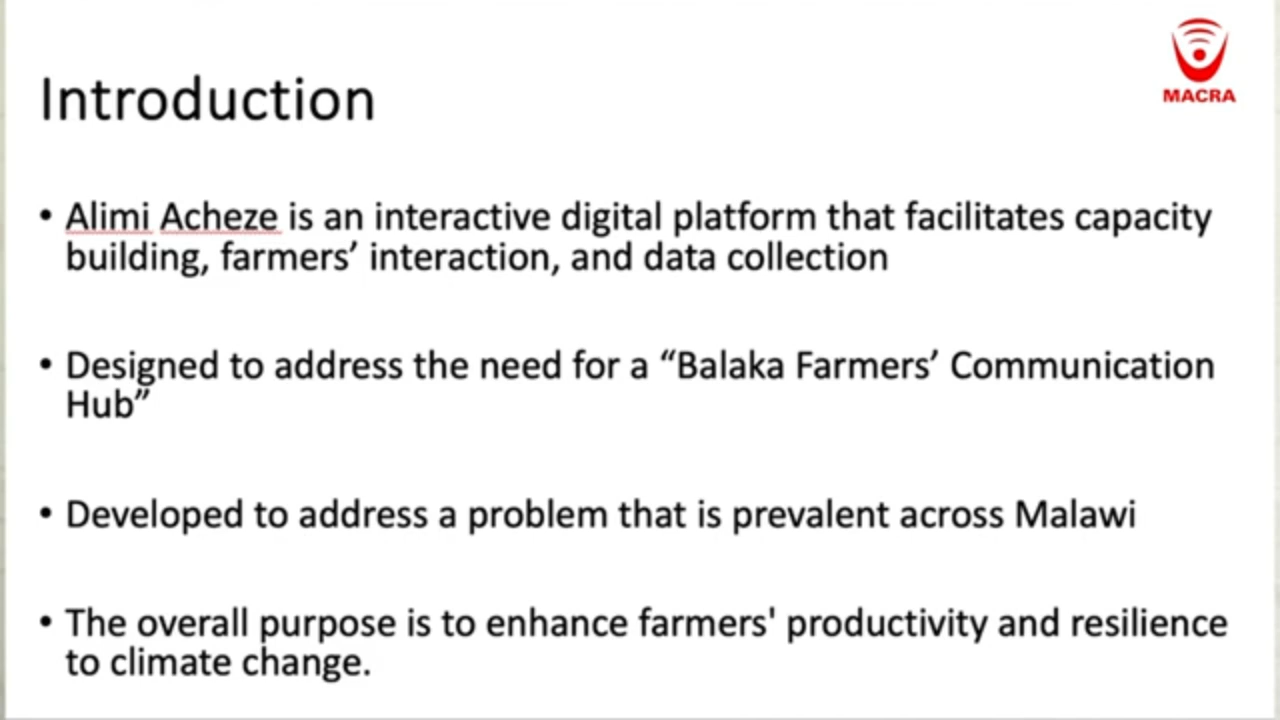 MACRA
Introduction
• Alimi Acheze is an interactive digital platform that facilitates capacity
building, farmers’ interaction, and data collection
• Designed to address the need for a “Balaka Farmers’ Communication
Hub”
• Developed to address a problem that is prevalent across Malawi
• The overall purpose is to enhance farmers' productivity and resilience
to climate change.